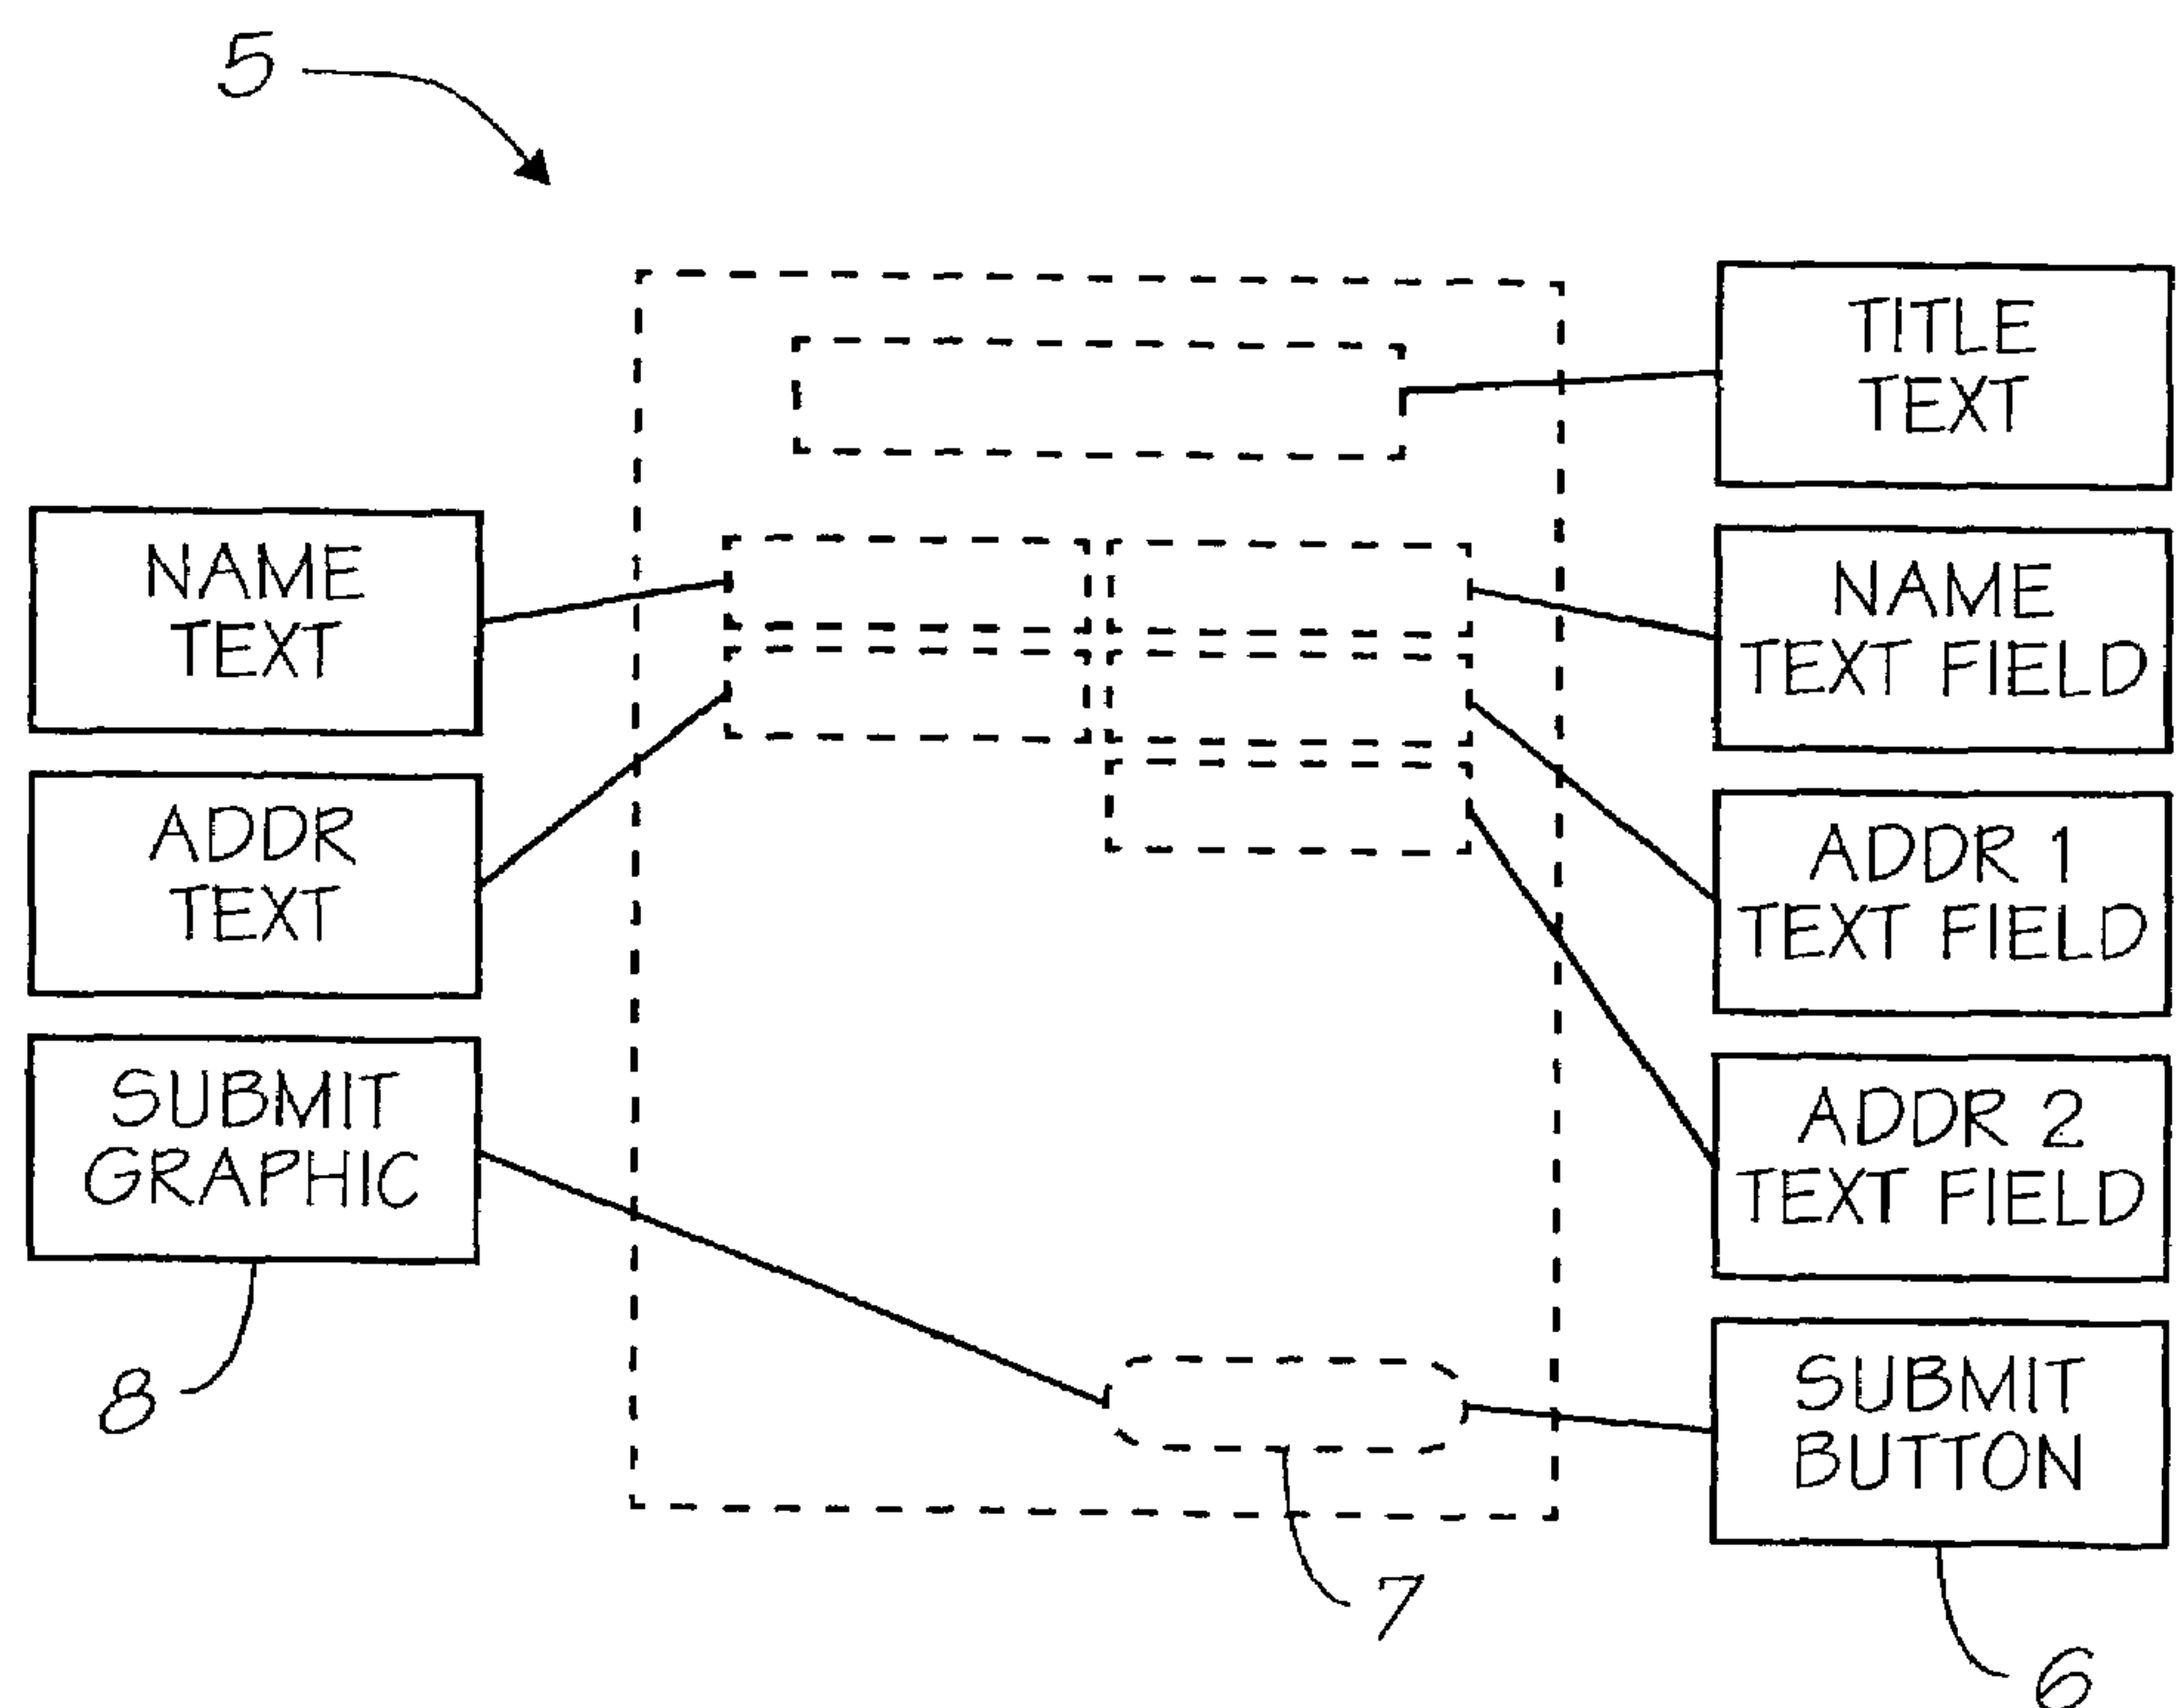 5
TITLE
TEXT
NAME
TEXT
NAME
TEXT FIELD
ADDR
TEXT
ADDR 1
TEXT FIELD
SUBMIT
GRAPHIC
ADDR 2
TEXT FIELD
8
SUBMIT
BUTTON
7
6